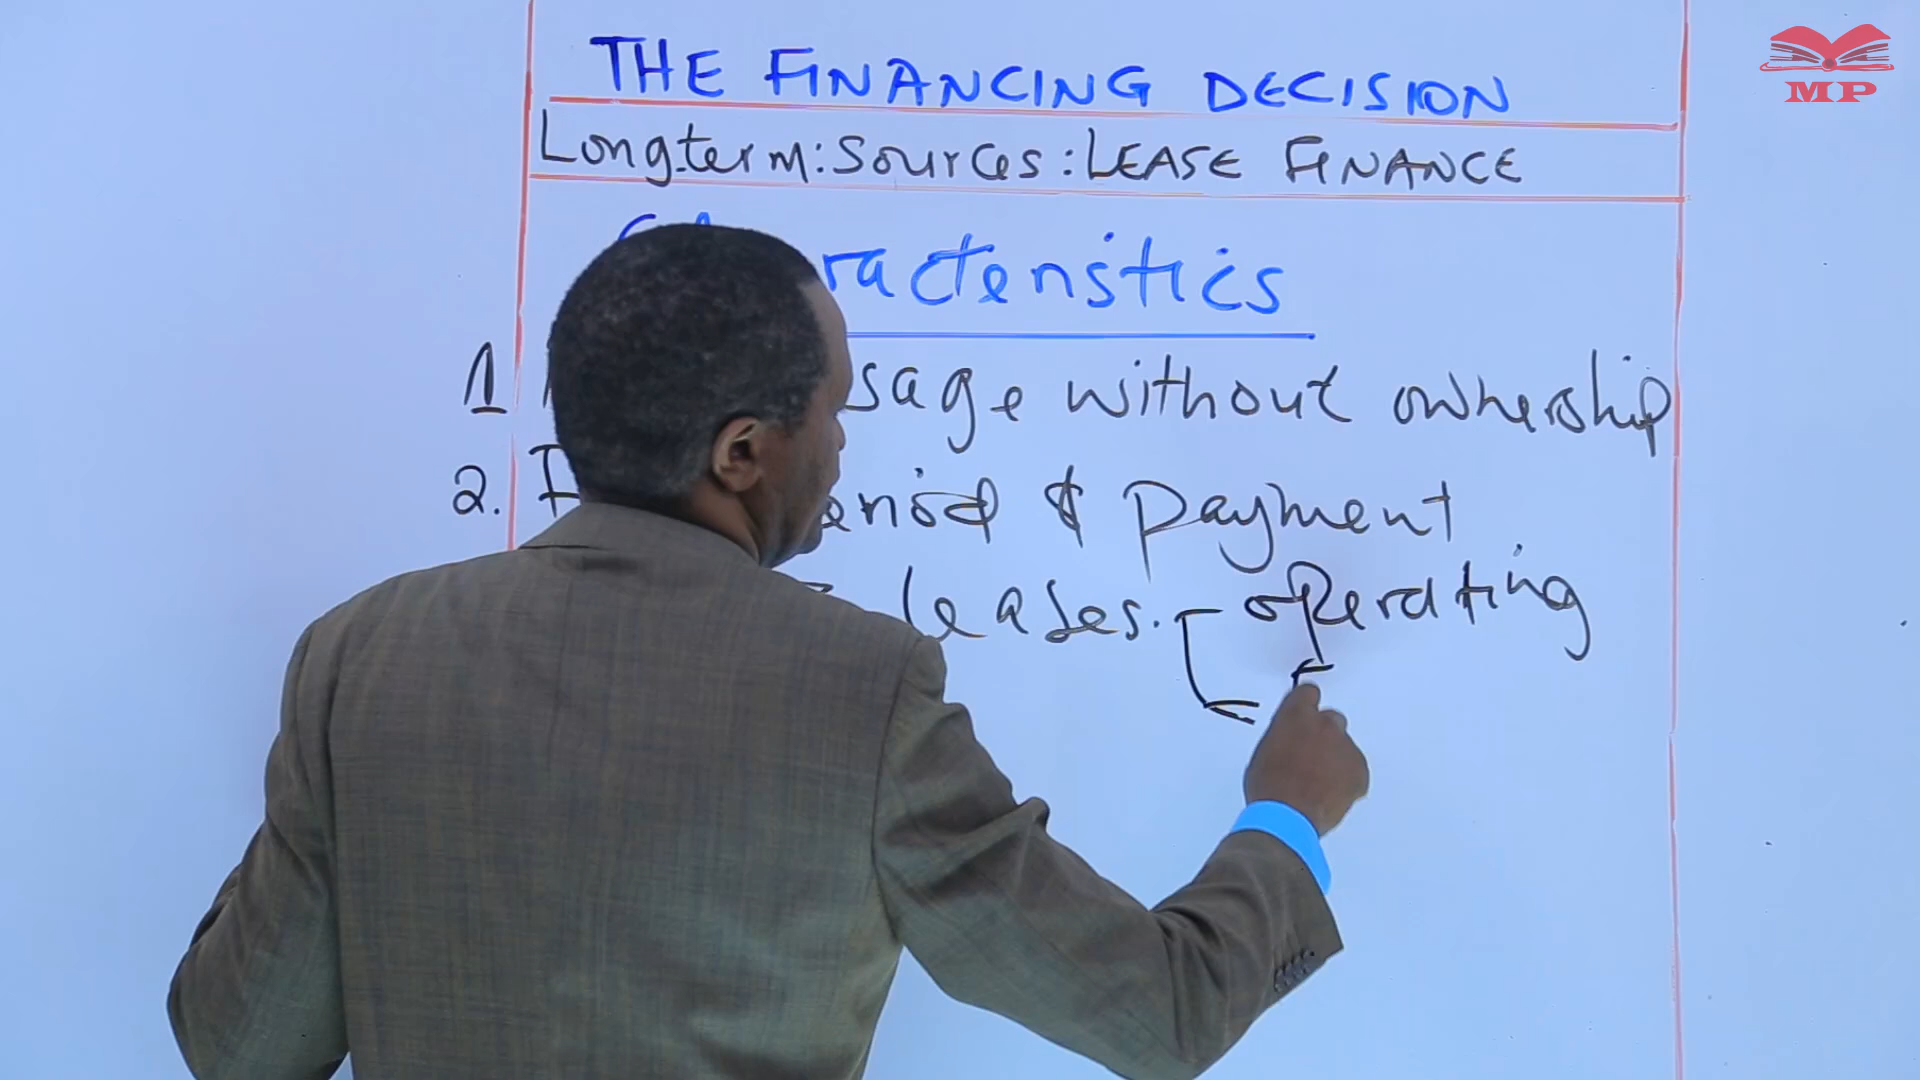 THE FINANCING DECISION
MP
Longterm: Sources: LEASE FINANCE
racteristics
1 sage without ownership
2. eriod & payment
leases. operating